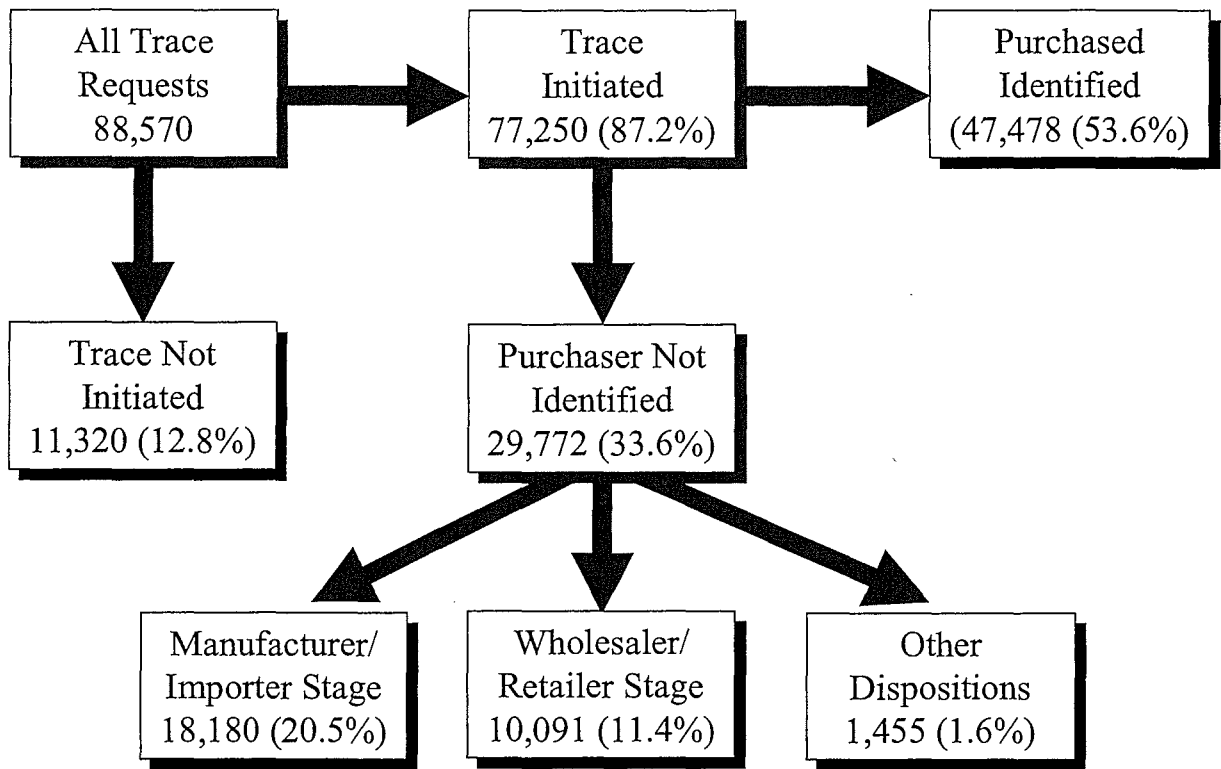 All Trace
Requests
88,570
Trace
Initiated
77,250 (87.2%)
Purchased
Identified
(47,478 (53.6%)
Trace Not
Initiated
11,320 (12.8%)
Purchaser Not
Identified
29,772 (33.6%)
Manufacturer/
Importer Stage
18,180 (20.5%)
Wholesaler/
Retailer Stage
10,091 (11.4%)
Other
Dispositions
1,455 (1.6%)